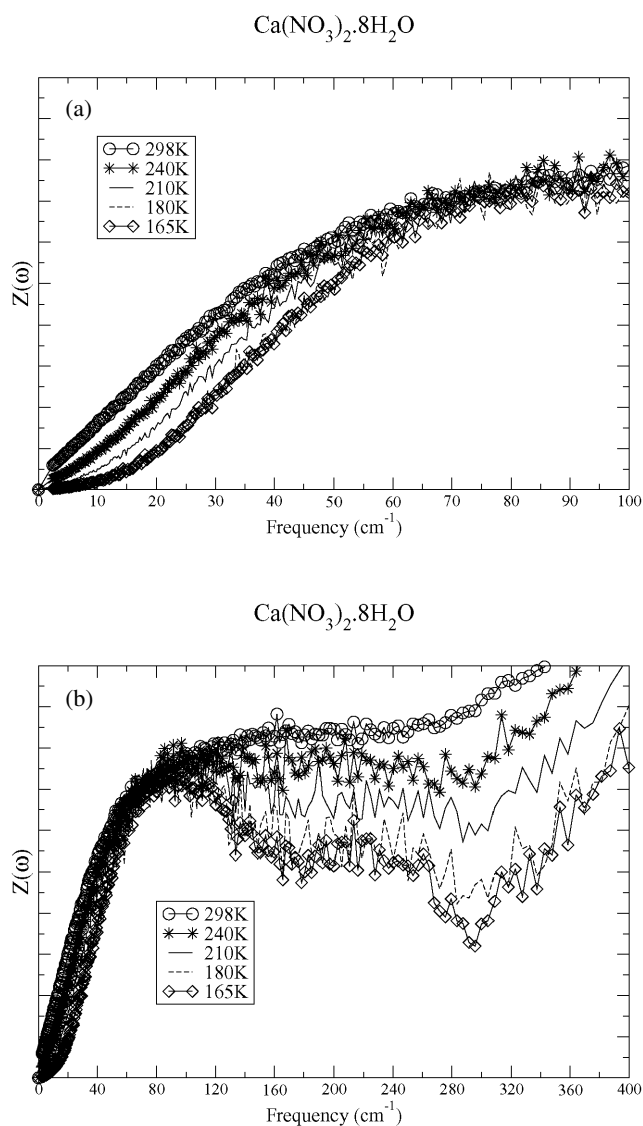 Ca(NO3)2.8H2O
(a)
298K
240K
210K
180K
165K
Z(ω)
0 10 20 30 40 50 60 70 80 90 100
Frequency (cm-1)
Ca(NO3)2.8H2O
(b)
Z(ω)
298K
240K
210K
180K
165K
0 40 80 120 160 200 240 280 320 360 400
Frequency (cm-1)